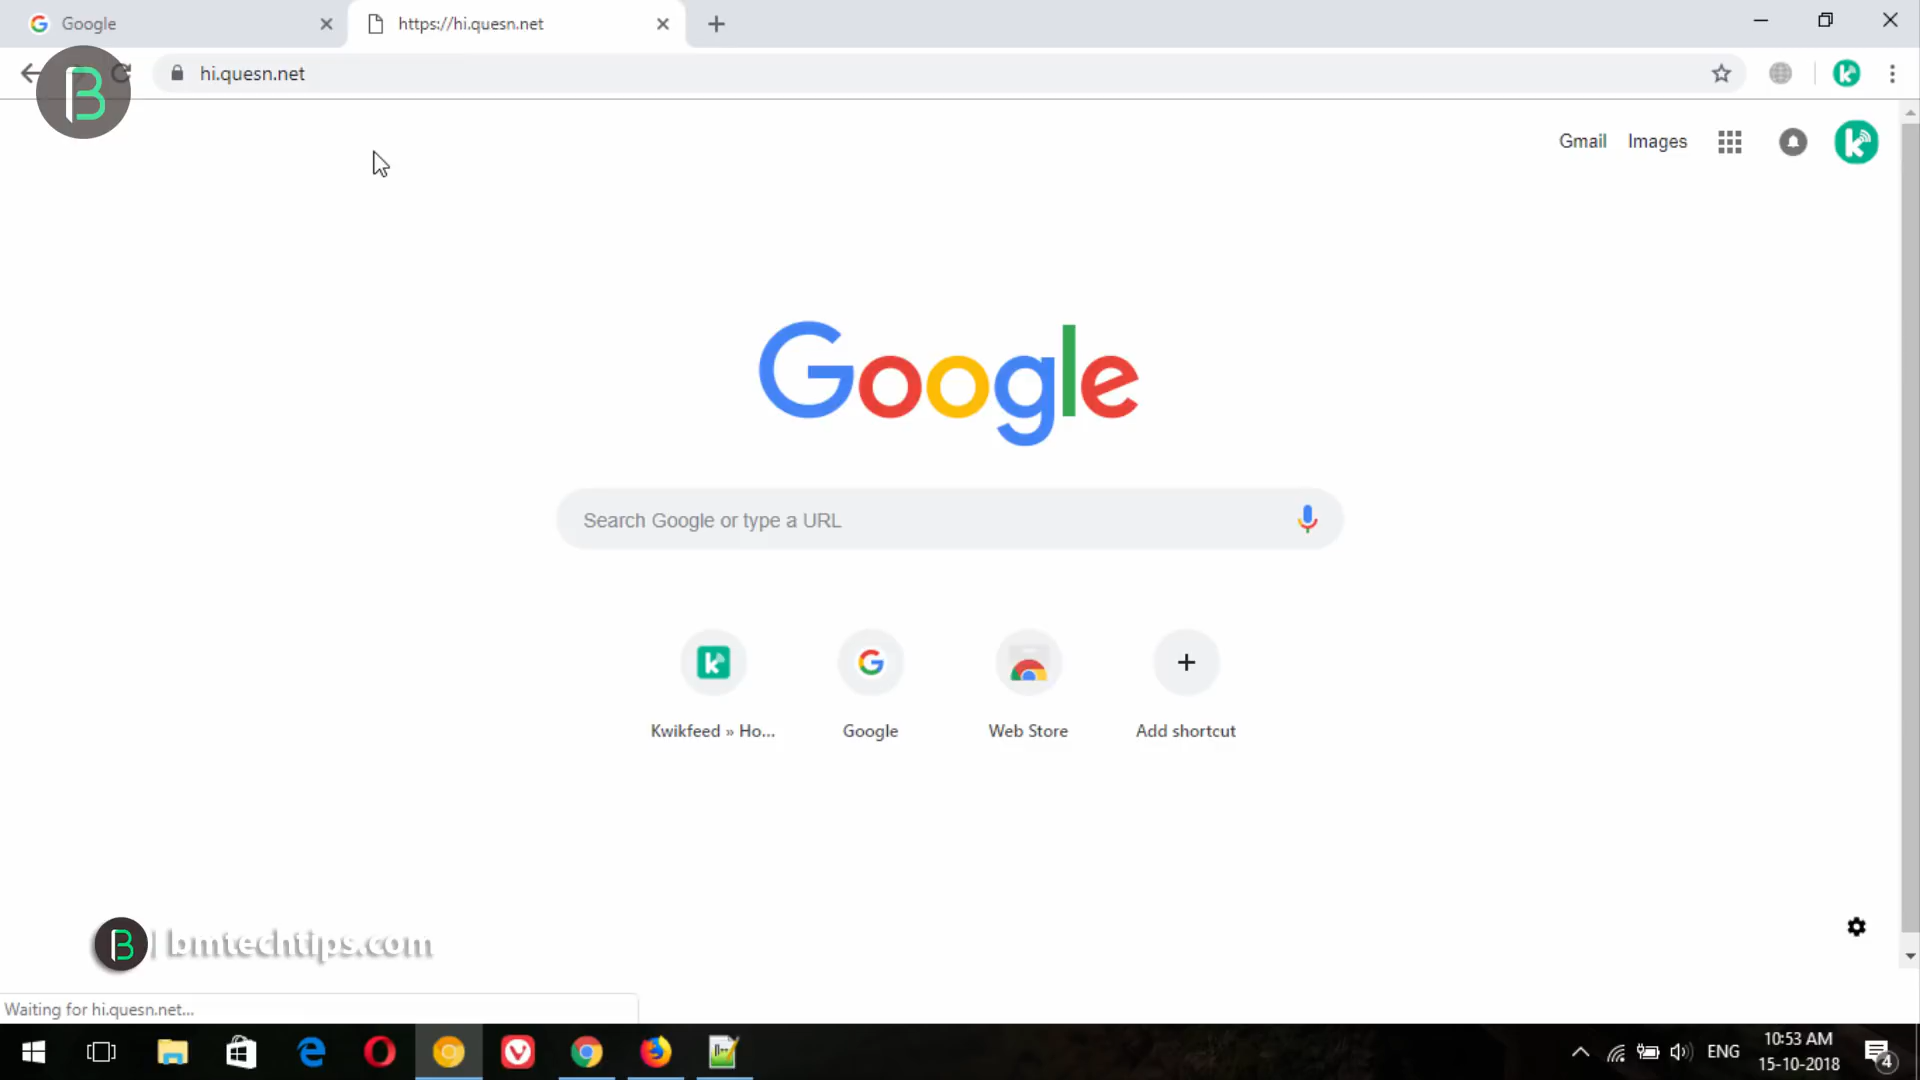 Google
https://hi.quesn.net
hi.quesn.net
Gmail
Images
Google
Search Google or type a URL
Kwikfeed » Ho...
Google
Web Store
Add shortcut
bmtechtips.com
Waiting for hi.quesn.net...
ENG
10:53 AM
15-10-2018
4